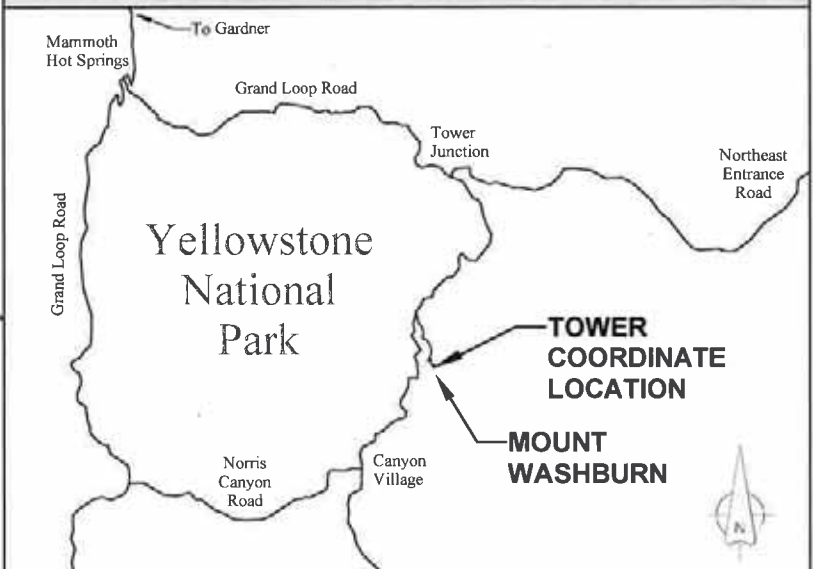 To Gardner
Mammoth
Hot Springs
Grand Loop Road
Tower
Junction
Northeast
Entrance
Road
Grand Loop Road
Yellowstone
National
Park
TOWER
COORDINATE
LOCATION
MOUNT
WASHBURN
Norris
Canyon
Road
Canyon
Village
N